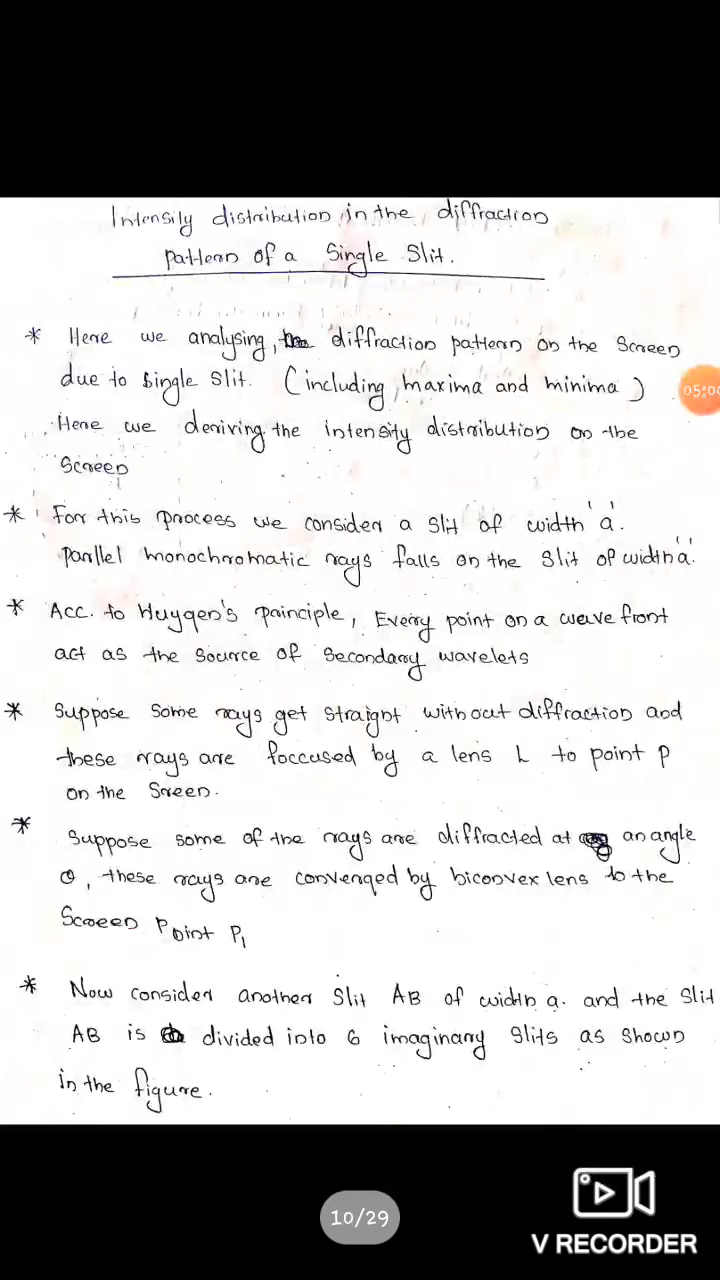 Intensity distribution in the diffraction
pattern of a Single Slit.
* Here we analysing, the diffraction pattern on the Screen
due to Single Slit. (including, maxima and minima)
05:00
Here we deriving the intensity distribution on the
Screen
* For this process we consider a Slit of width 'a'.
Parllel monochromatic rays falls on the Slit of width 'a'.
* Acc. to Huygen's principle, Every point on a wave front
act as the source of secondary wavelets
* Suppose some rays get straight without diffraction and
these rays are foccused by a lens L to point P
on the Sreen.
* Suppose some of the rays are diffracted at an angle
θ, these rays are converged by biconvex lens to the
Screen Point P₁
* Now consider another Slit AB of width a. and the Slit
AB is divided into 6 imaginary Slits as shown
in the figure.
10/29
V RECORDER